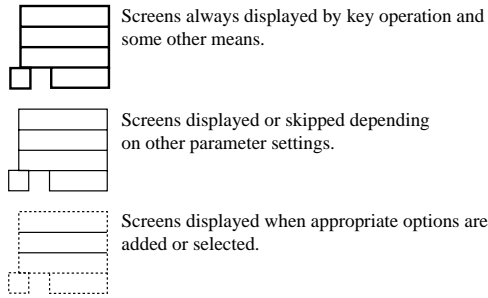 Screens always displayed by key operation and
some other means.
Screens displayed or skipped depending
on other parameter settings.
Screens displayed when appropriate options are
added or selected.